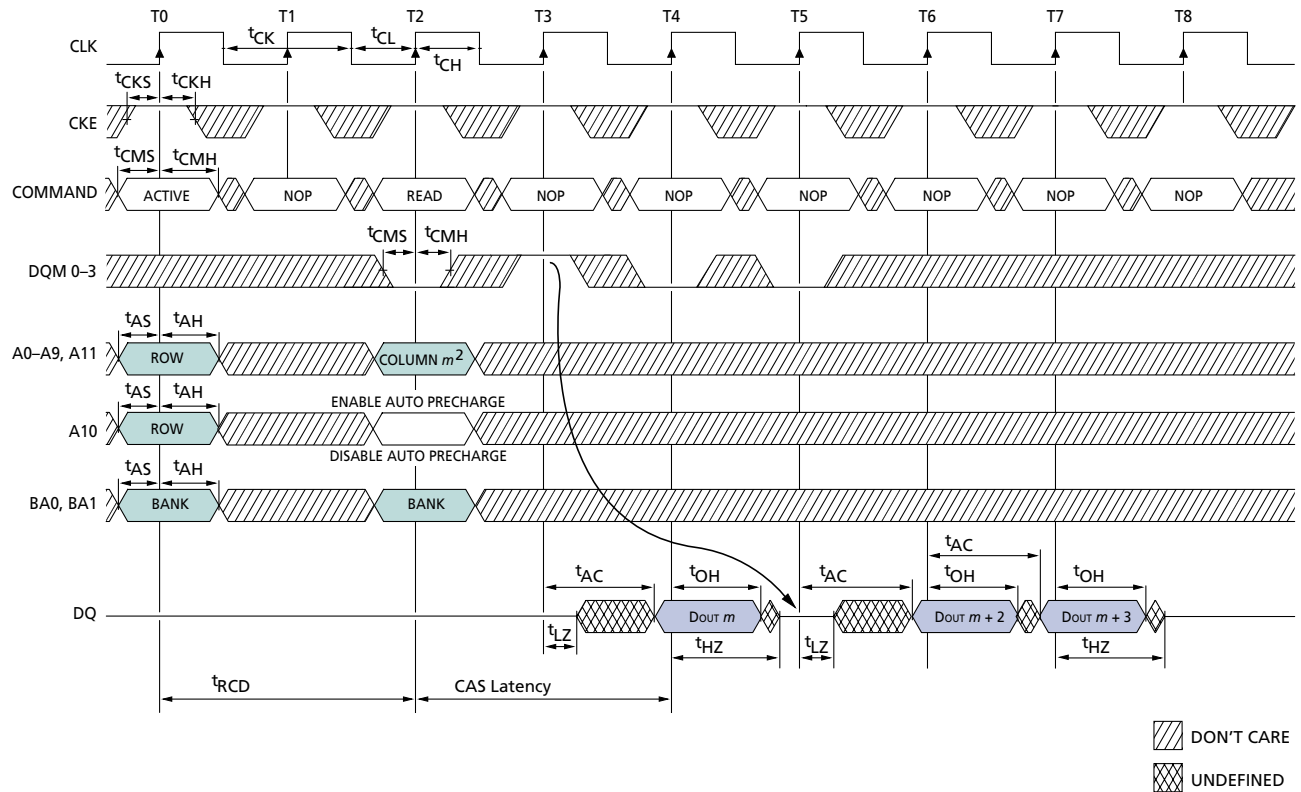 T0 T1 T2 T3 T4 T5 T6 T7 T8
CLK
tCK tCL
tCH
tCKS tCKH
CKE
tCMS tCMH
COMMAND ACTIVE NOP READ NOP NOP NOP NOP NOP NOP
tCMS tCMH
DQM 0–3
tAS tAH
A0–A9, A11 ROW COLUMN m2
tAS tAH ENABLE AUTO PRECHARGE
A10 ROW
DISABLE AUTO PRECHARGE
tAS tAH
BA0, BA1 BANK BANK
tAC
tAC tOH tAC tOH tOH
DQ DOUT m DOUT m + 2 DOUT m + 3
tLZ tHZ tLZ tHZ
tRCD CAS Latency
DON'T CARE
UNDEFINED